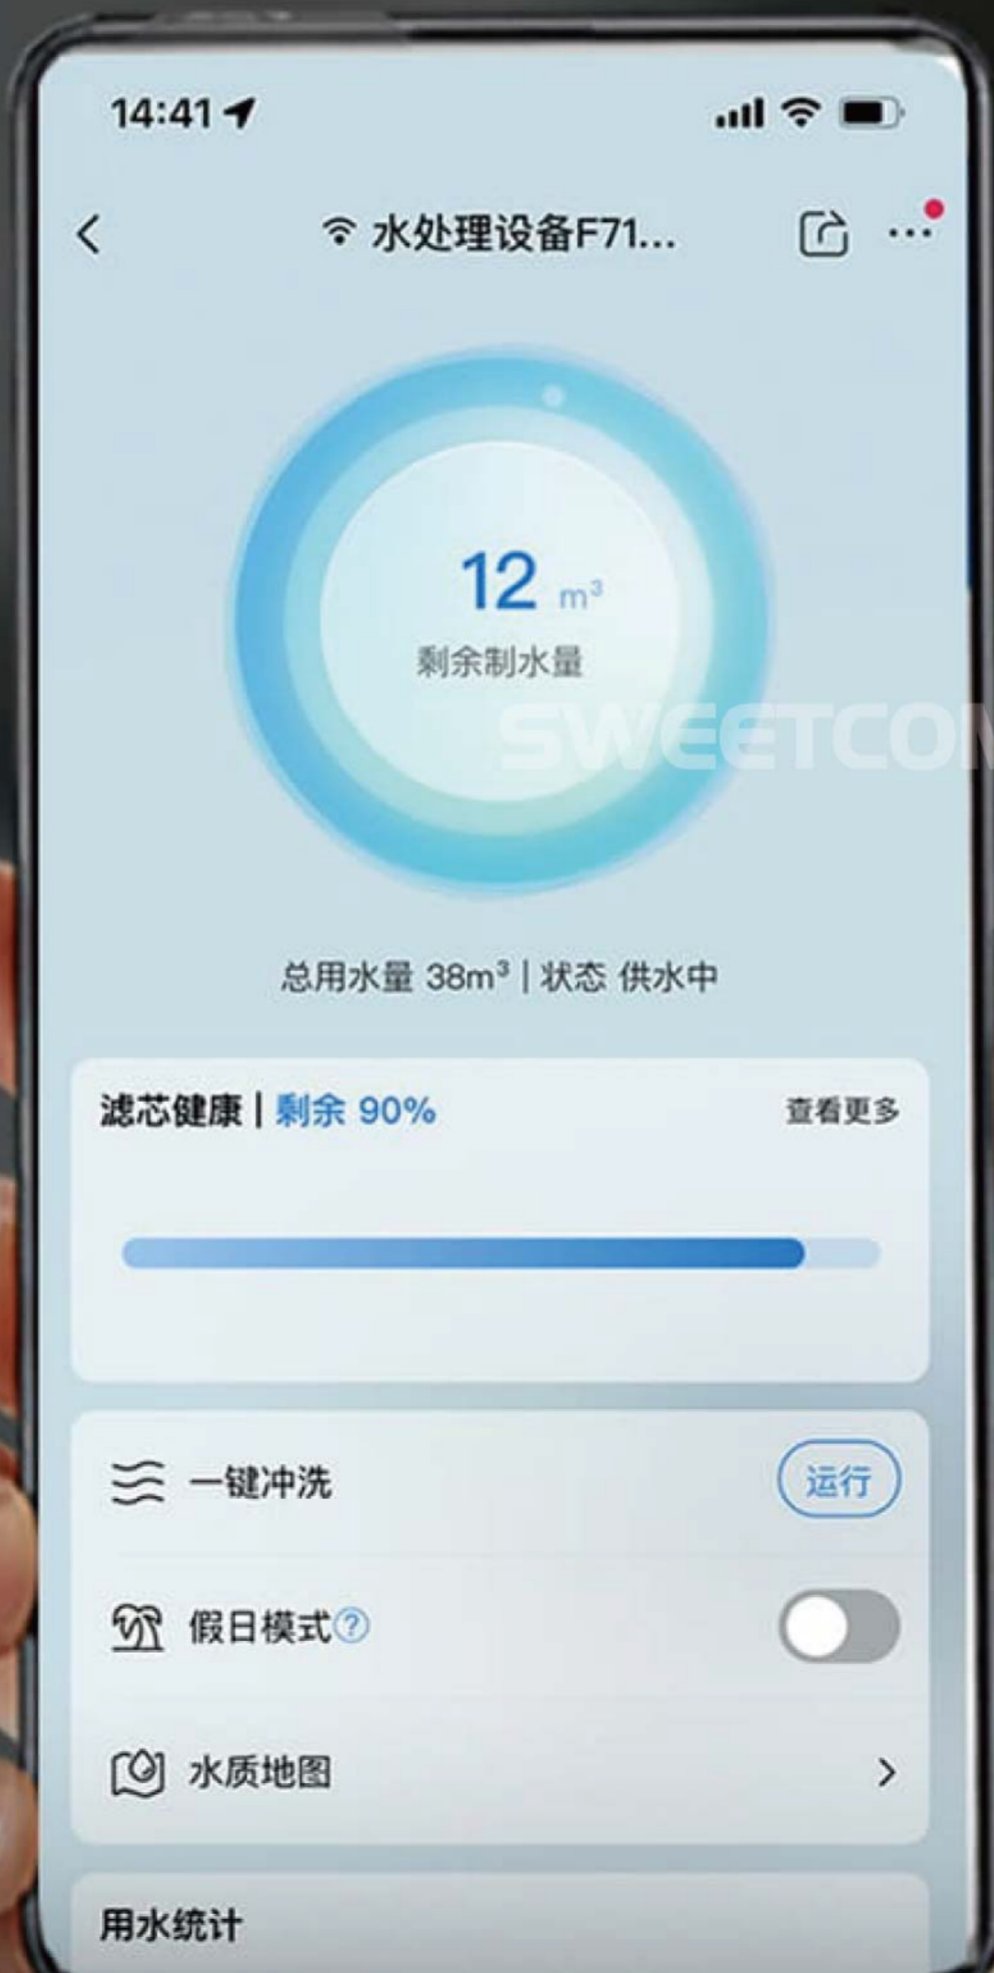 14:41
水处理设备F71...
12 m³
剩余制水量
SWEETCOM
总用水量 38m³ | 状态 供水中
滤芯健康 | 剩余 90% 查看更多
一键冲洗 运行
假日模式?
水质地图
用水统计